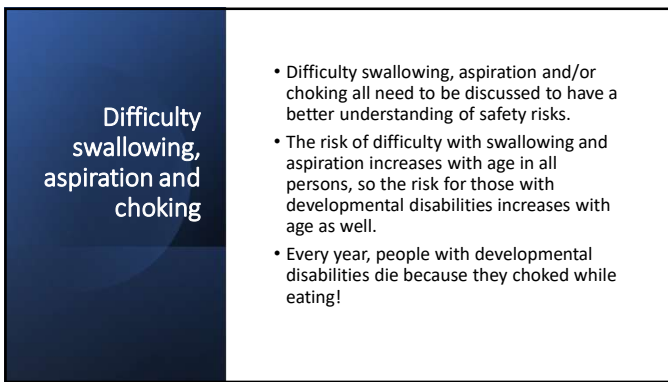 Difficulty
swallowing,
aspiration and
choking
• Difficulty swallowing, aspiration and/or
choking all need to be discussed to have a
better understanding of safety risks.
• The risk of difficulty with swallowing and
aspiration increases with age in all
persons, so the risk for those with
developmental disabilities increases with
age as well.
• Every year, people with developmental
disabilities die because they choked while
eating!